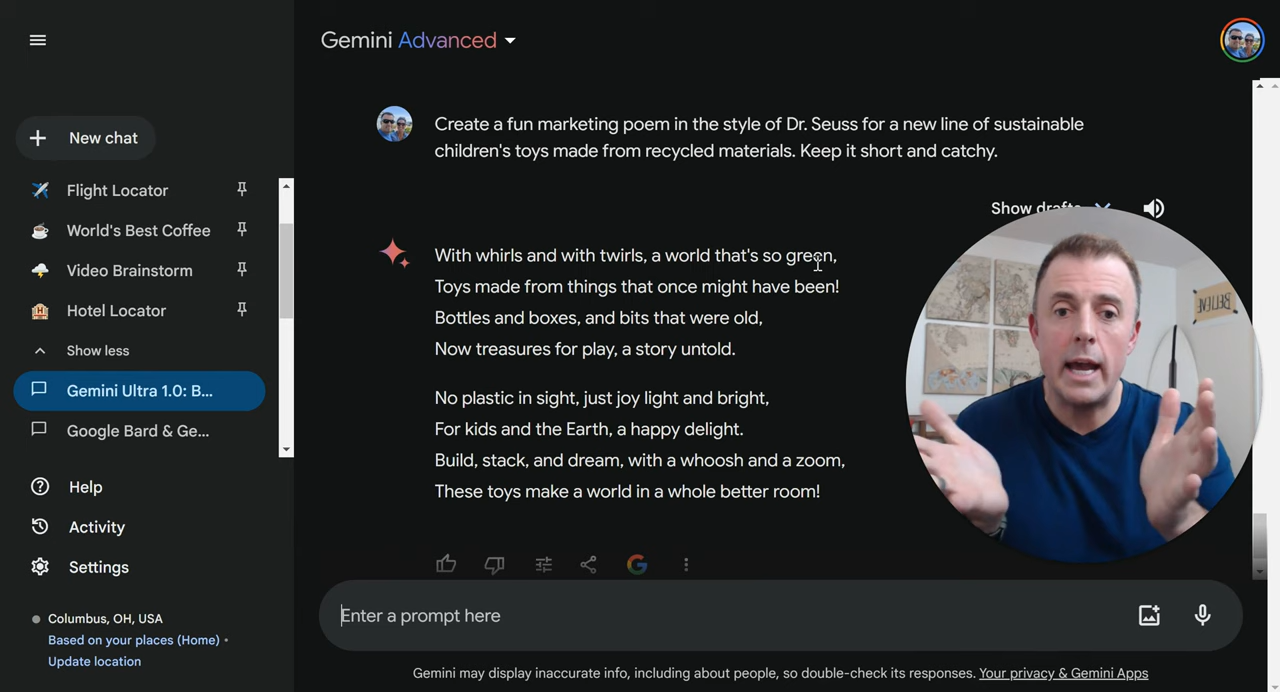 Gemini Advanced
New chat
Flight Locator
World's Best Coffee
Video Brainstorm
Hotel Locator
Show less
Gemini Ultra 1.0: B...
Google Bard & Ge...
Help
Activity
Settings
Columbus, OH, USA
Based on your places (Home) •
Update location
Create a fun marketing poem in the style of Dr. Seuss for a new line of sustainable
children's toys made from recycled materials. Keep it short and catchy.
Show drafts
With whirls and with twirls, a world that's so green,
Toys made from things that once might have been!
Bottles and boxes, and bits that were old,
Now treasures for play, a story untold.
No plastic in sight, just joy light and bright,
For kids and the Earth, a happy delight.
Build, stack, and dream, with a whoosh and a zoom,
These toys make a world in a whole better room!
BELIEVE
Enter a prompt here
Gemini may display inaccurate info, including about people, so double-check its responses. Your privacy & Gemini Apps